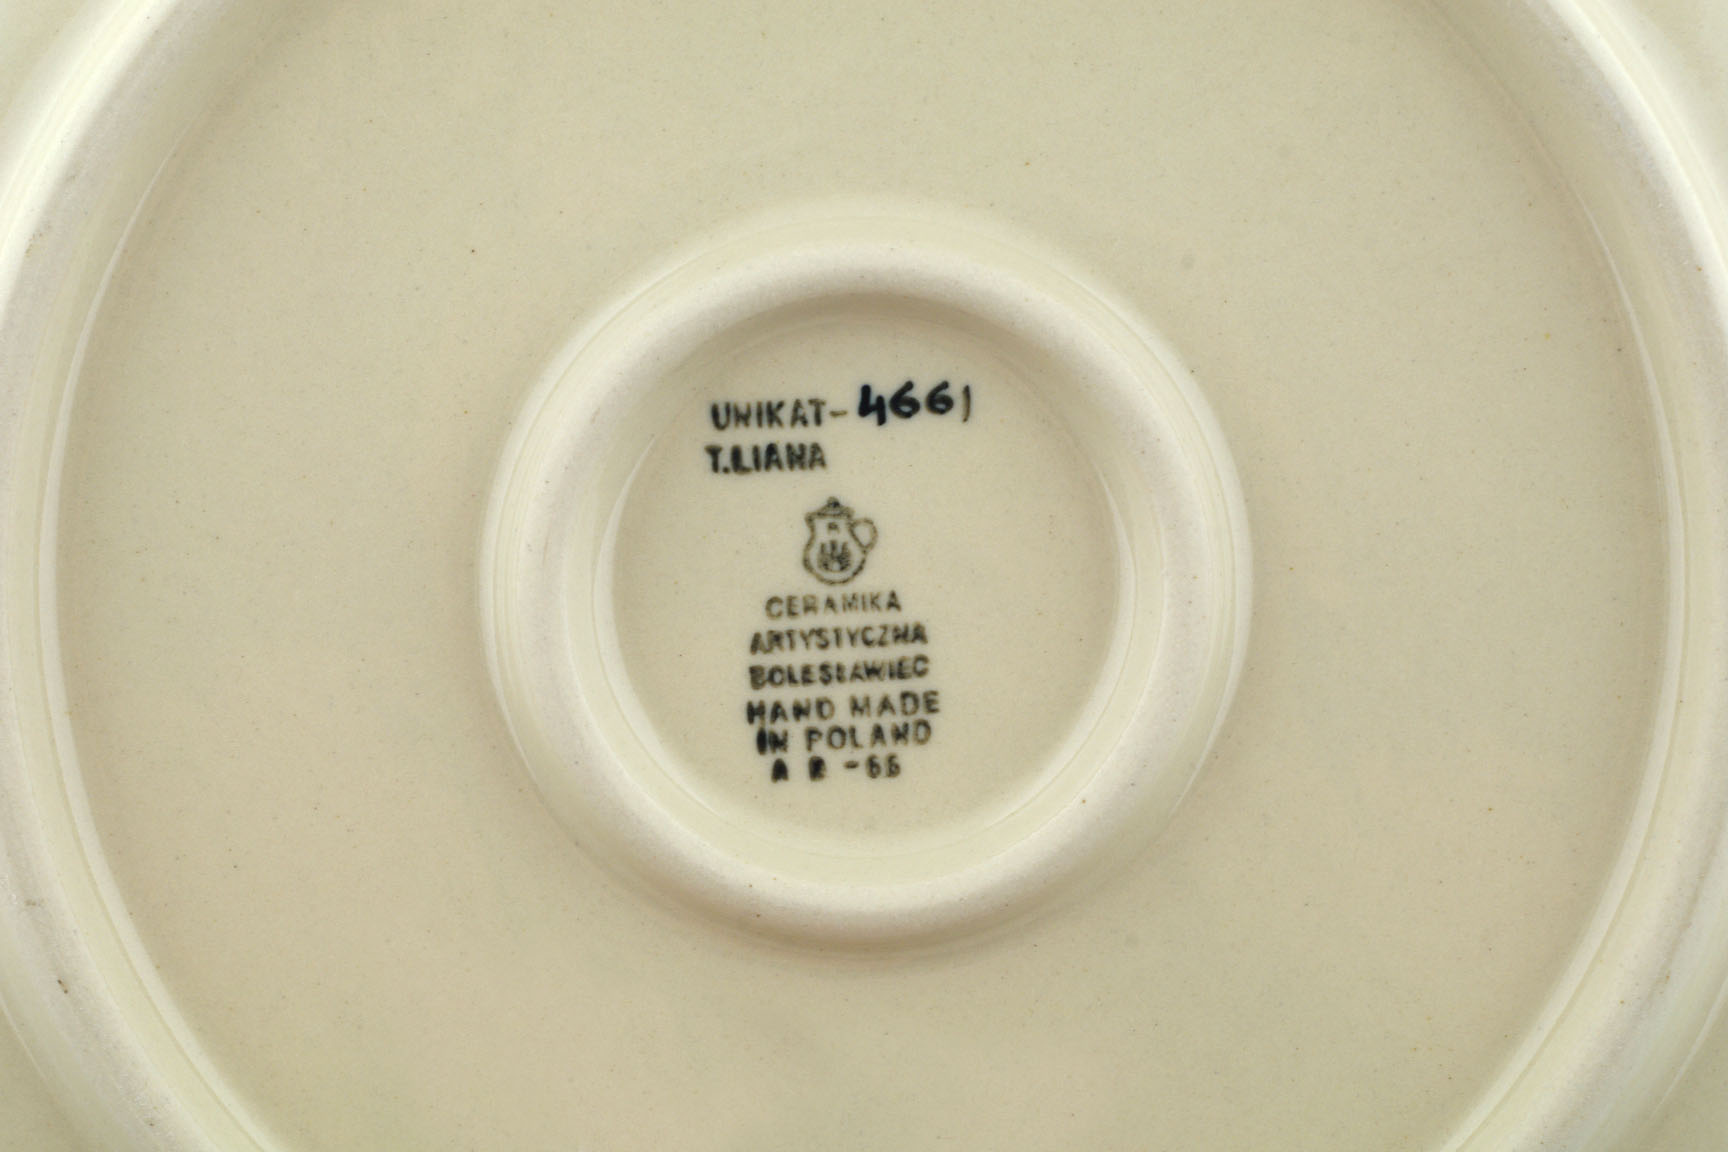 UNIKAT-4661
T.LIANA
CERAMIKA
ARTYSTYCZNA
BOLESŁAWIEC
HAND MADE
IN POLAND